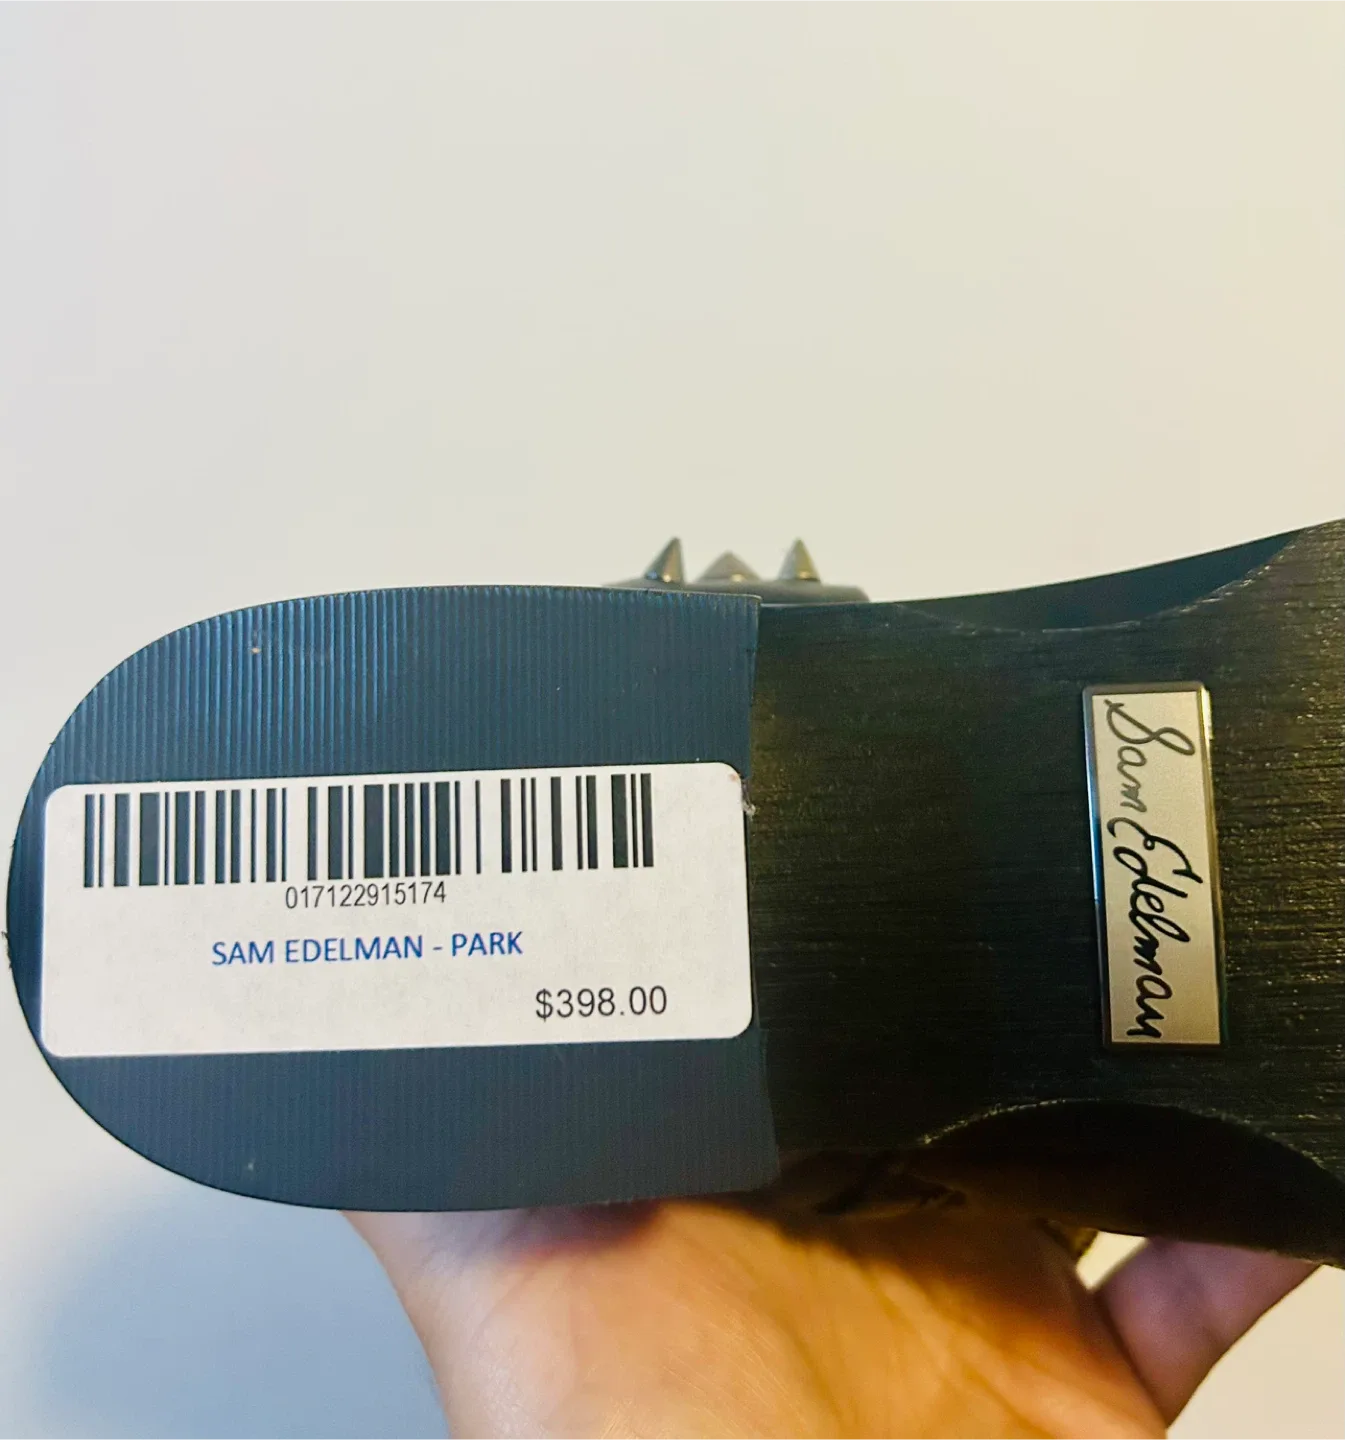 017122915174
SAM EDELMAN - PARK
$398.00
Sam Edelman